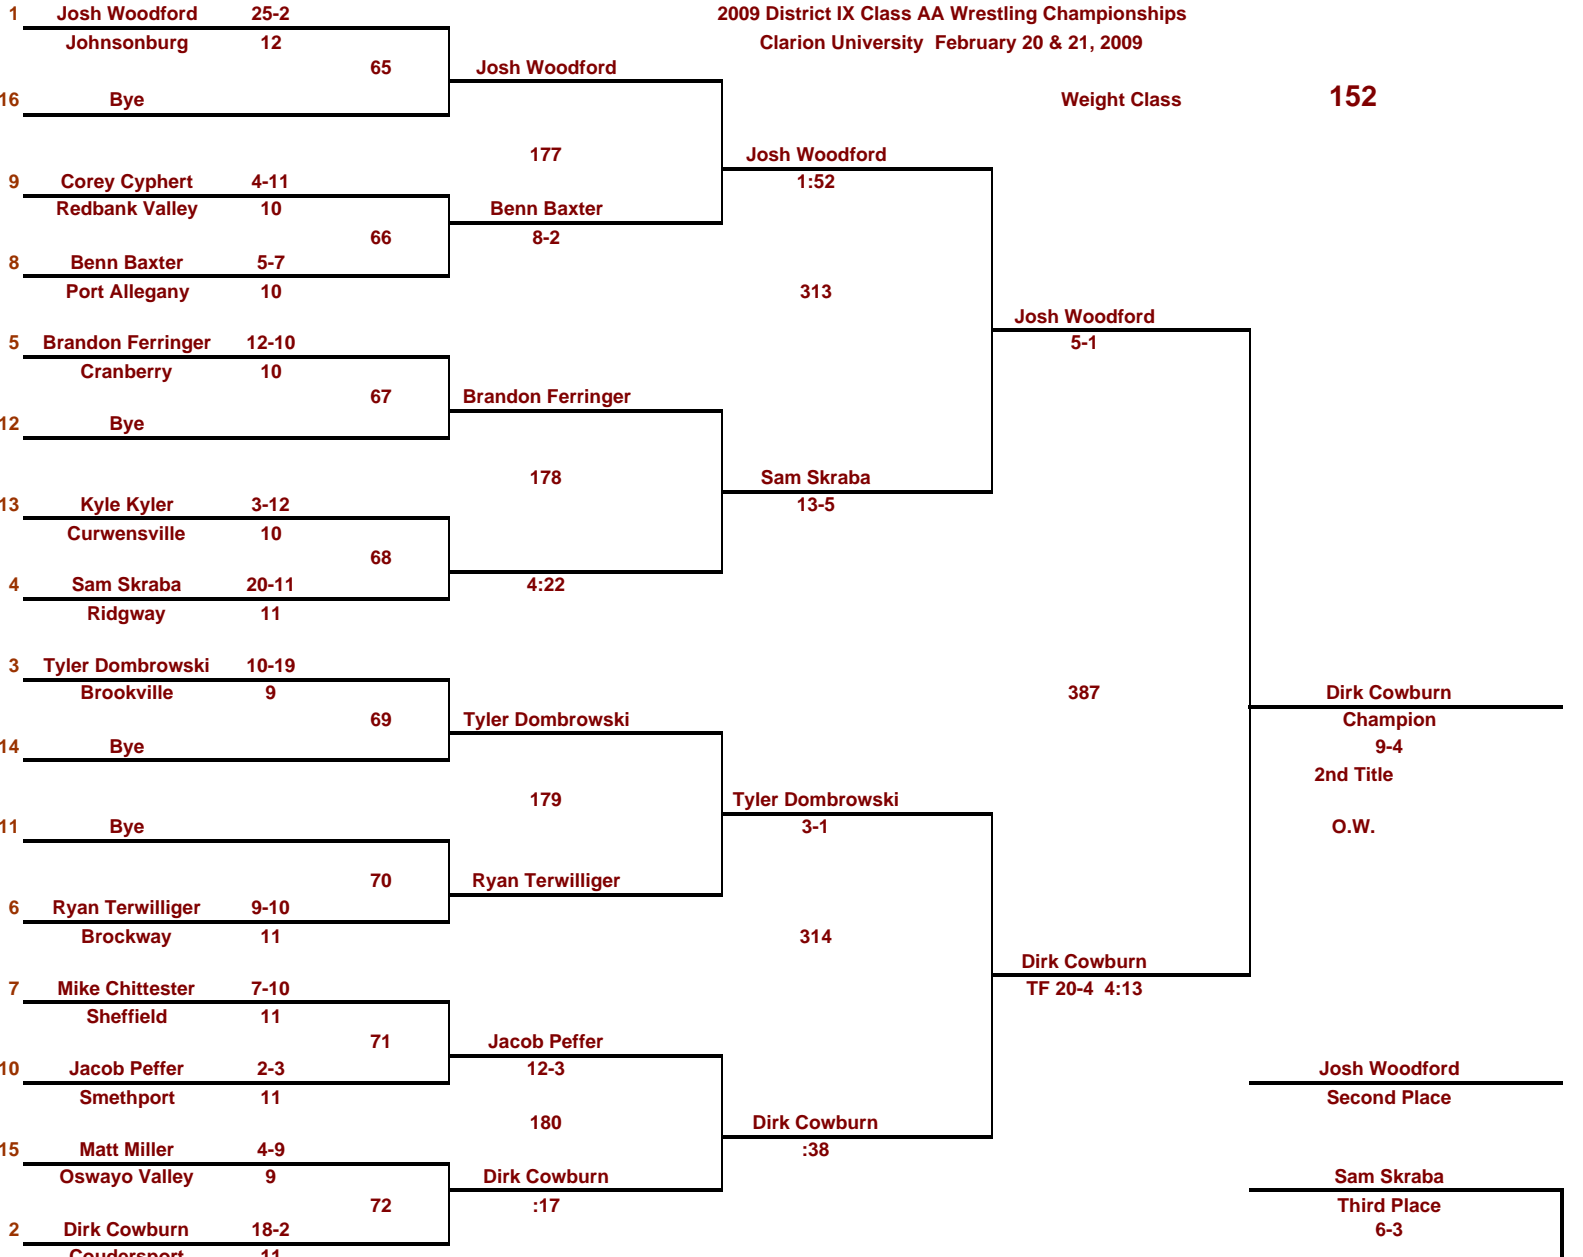 1 Josh Woodford 25-2 2009 District IX Class AA Wrestling Championships
Johnsonburg 12 Clarion University February 20 & 21, 2009
65 Josh Woodford
16 Bye Weight Class 152
177 Josh Woodford
9 Corey Cyphert 4-11 1:52
Redbank Valley 10 Benn Baxter
66 8-2
8 Benn Baxter 5-7
Port Allegany 10 313
Josh Woodford
5 Brandon Ferringer 12-10 5-1
Cranberry 10
67 Brandon Ferringer
12 Bye
178 Sam Skraba
13 Kyle Kyler 3-12 13-5
Curwensville 10
68
4 Sam Skraba 20-11 4:22
Ridgway 11
3 Tyler Dombrowski 10-19
Brookville 9 387 Dirk Cowburn
69 Tyler Dombrowski Champion
14 Bye 9-4
2nd Title
179 Tyler Dombrowski
11 Bye 3-1 O.W.
70 Ryan Terwilliger
6 Ryan Terwilliger 9-10
Brockway 11 314
Dirk Cowburn
7 Mike Chittester 7-10 TF 20-4 4:13
Sheffield 11
71 Jacob Peffer
10 Jacob Peffer 2-3 12-3 Josh Woodford
Smethport 11 Second Place
180 Dirk Cowburn
15 Matt Miller 4-9 :38
Oswayo Valley 9 Dirk Cowburn Sam Skraba
72 :17 Third Place
2 Dirk Cowburn 18-2 6-3
Coudersport 11